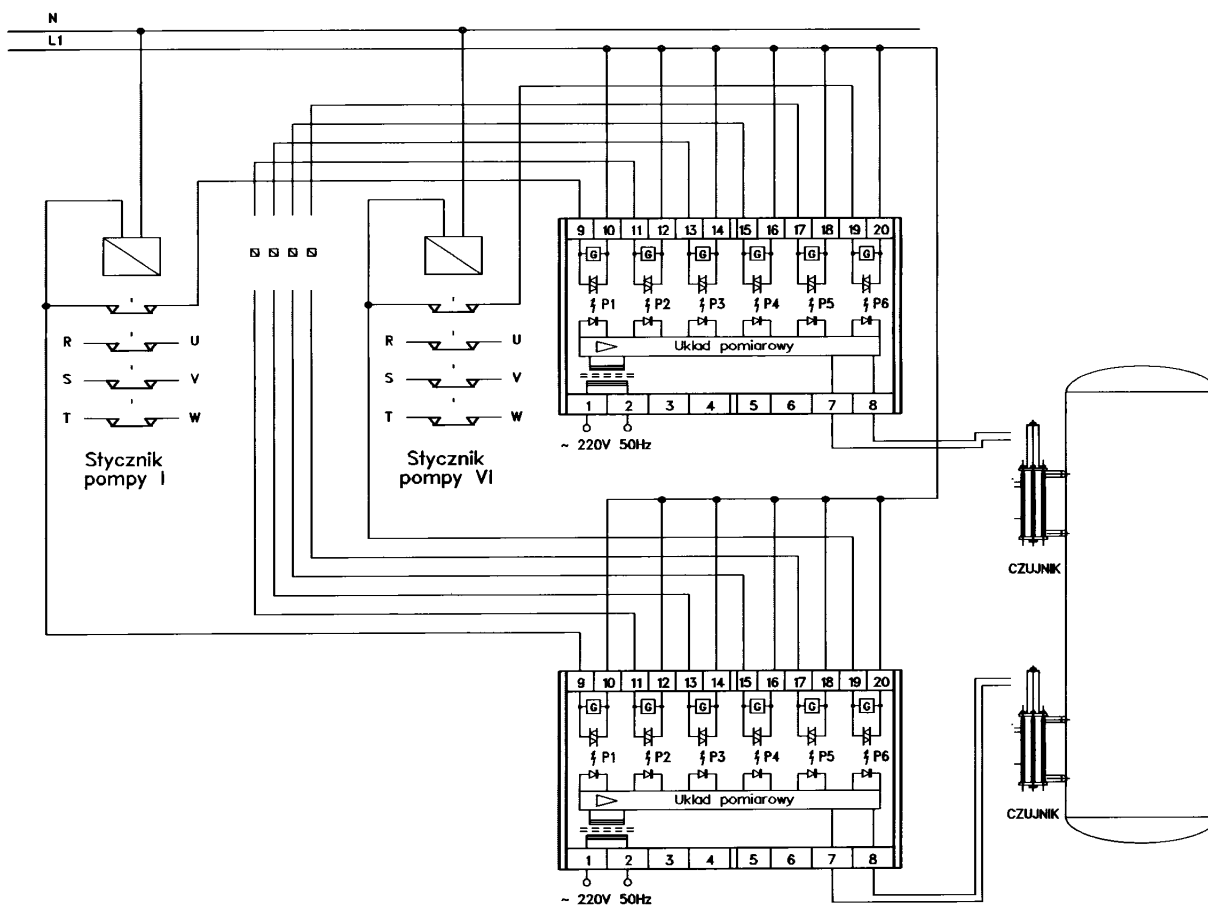 N
L1
9 10 11 12 13 14 15 16 17 18 19 20
G G G G G G
P1 P2 P3 P4 P5 P6
Układ pomiarowy
1 2 3 4 5 6 7 8
~ 220V 50Hz
R U
S V
T W
Stycznik
pompy I
R U
S V
T W
Stycznik
pompy VI
CZUJNIK
9 10 11 12 13 14 15 16 17 18 19 20
G G G G G G
P1 P2 P3 P4 P5 P6
Układ pomiarowy
1 2 3 4 5 6 7 8
~ 220V 50Hz
CZUJNIK